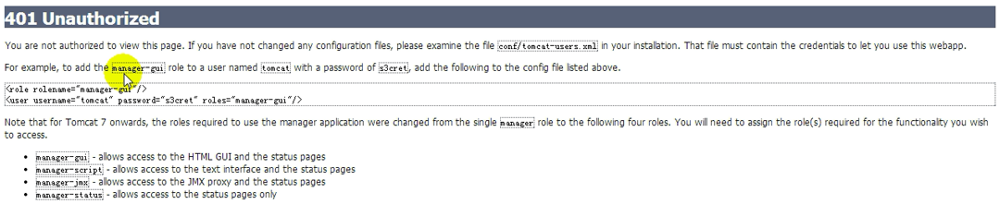 401 Unauthorized
You are not authorized to view this page. If you have not changed any configuration files, please examine the file conf/tomcat-users.xml in your installation. That file must contain the credentials to let you use this webapp.
For example, to add the manager-gui role to a user named tomcat with a password of s3cret, add the following to the config file listed above.
<role rolename="manager-gui"/>
<user username="tomcat" password="s3cret" roles="manager-gui"/>
Note that for Tomcat 7 onwards, the roles required to use the manager application were changed from the single manager role to the following four roles. You will need to assign the role(s) required for the functionality you wish
to access.
• manager-gui - allows access to the HTML GUI and the status pages
• manager-script - allows access to the text interface and the status pages
• manager-jmx - allows access to the JMX proxy and the status pages
• manager-status - allows access to the status pages only